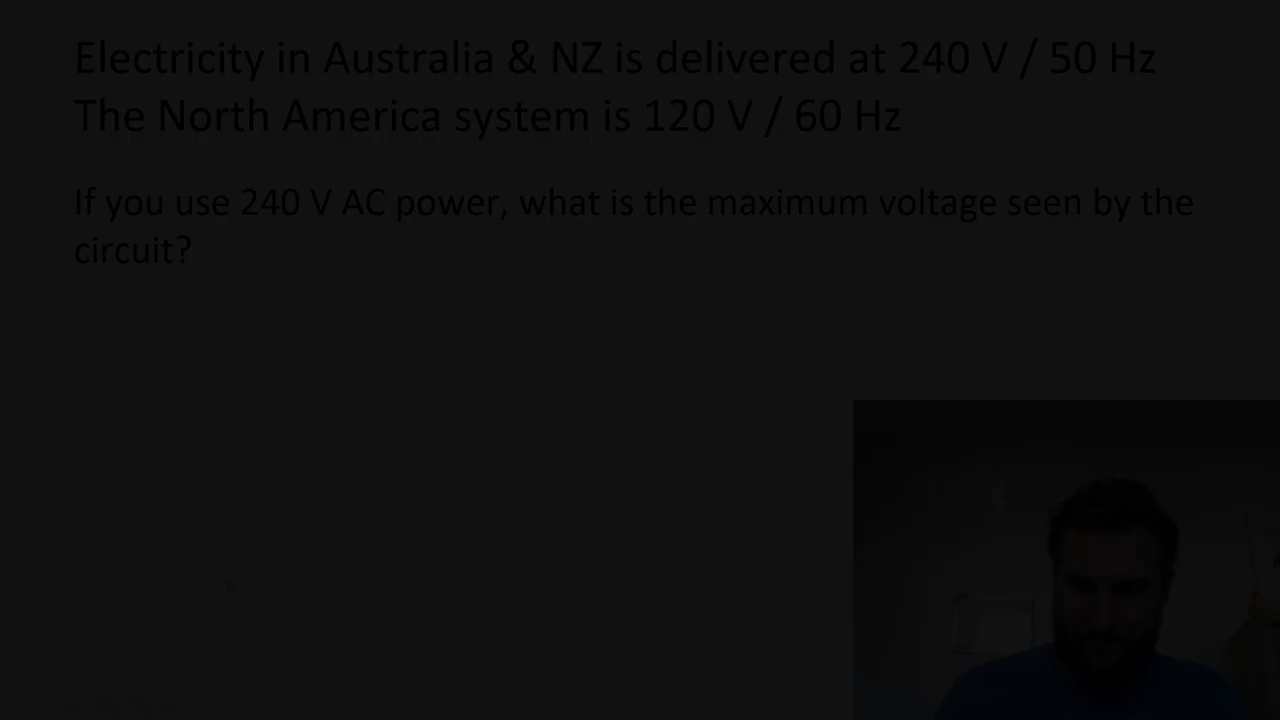 Electricity in Australia & NZ is delivered at 240 V / 50 Hz
The North America system is 120 V / 60 Hz
If you use 240 V AC power, what is the maximum voltage seen by the
circuit?